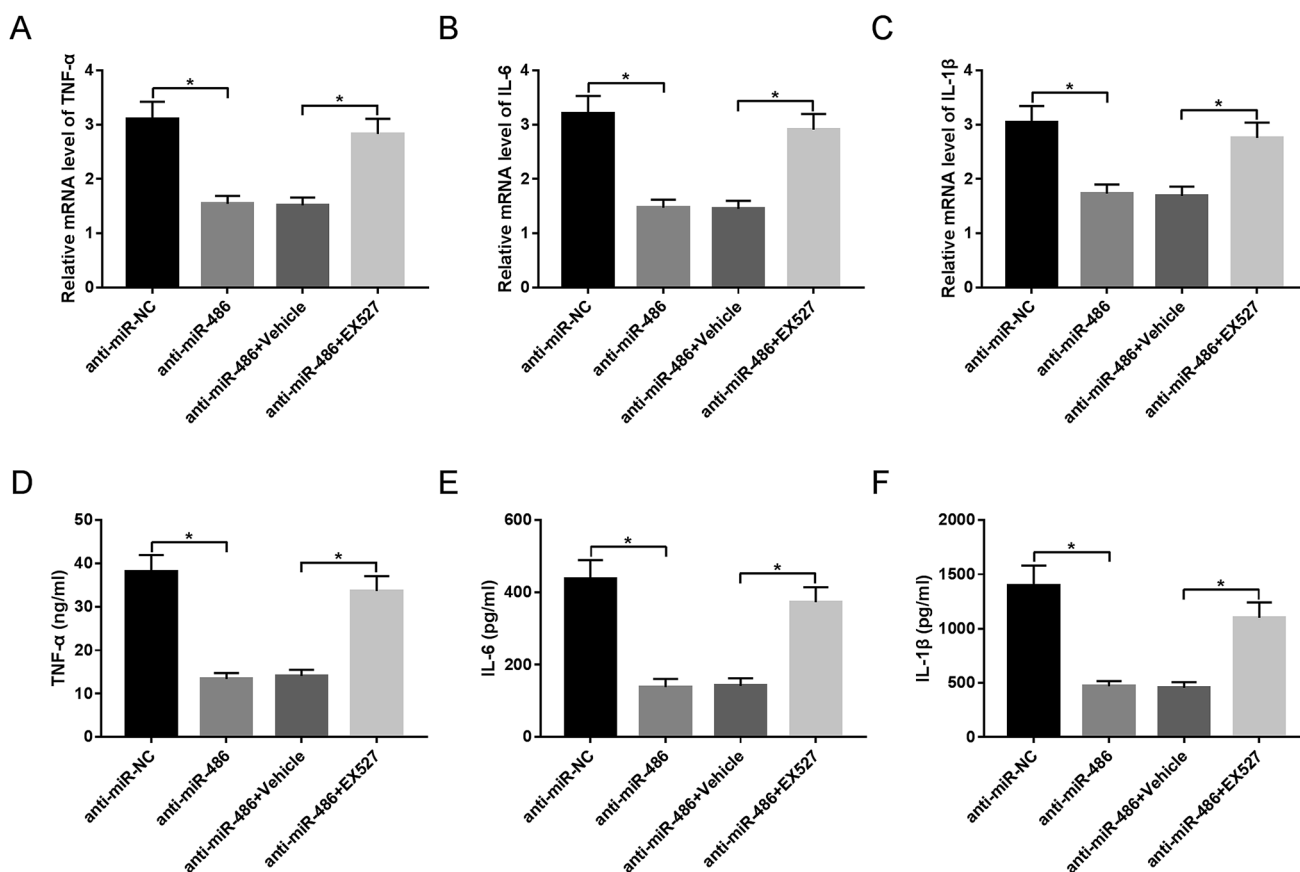 A
Relative mRNA level of TNF-α
4
3
2
1
0
*
*
anti-miR-NC
anti-miR-486
anti-miR-486+Vehicle
anti-miR-486+EX527
B
Relative mRNA level of IL-6
4
3
2
1
0
*
*
anti-miR-NC
anti-miR-486
anti-miR-486+Vehicle
anti-miR-486+EX527
C
Relative mRNA level of IL-1β
4
3
2
1
0
*
*
anti-miR-NC
anti-miR-486
anti-miR-486+Vehicle
anti-miR-486+EX527
D
TNF-α (ng/ml)
50
40
30
20
10
0
*
*
anti-miR-NC
anti-miR-486
anti-miR-486+Vehicle
anti-miR-486+EX527
E
IL-6 (pg/ml)
600
400
200
0
*
*
anti-miR-NC
anti-miR-486
anti-miR-486+Vehicle
anti-miR-486+EX527
F
IL-1β (pg/ml)
2000
1500
1000
500
0
*
*
anti-miR-NC
anti-miR-486
anti-miR-486+Vehicle
anti-miR-486+EX527